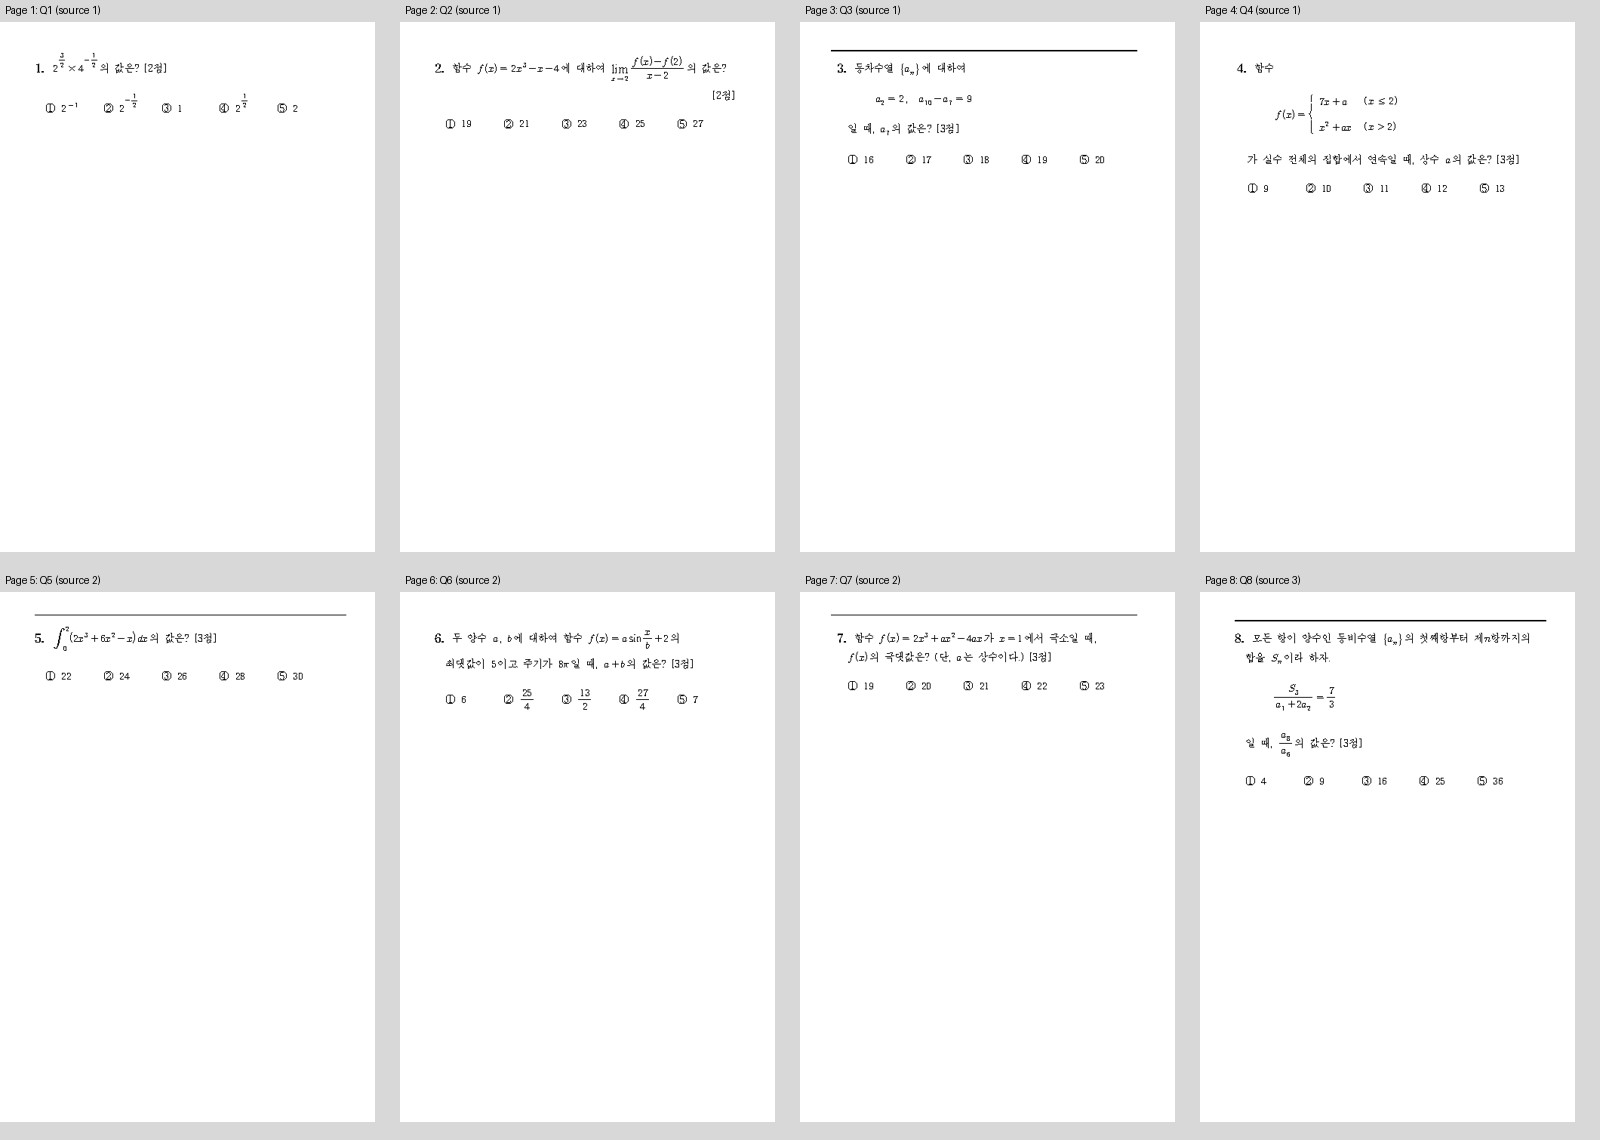 Page 1: Q1 (source 1)
1. 2^{3/2}×4^{-1/2}의 값은? [2점]
① 2^{-1} ② 2^{-1/2} ③ 1 ④ 2^{1/2} ⑤ 2
Page 2: Q2 (source 1)
2. 함수 f(x)=2x³-x-4에 대하여 lim_{x→2} (f(x)-f(2))/(x-2) 의 값은?
[2점]
① 19 ② 21 ③ 23 ④ 25 ⑤ 27
Page 3: Q3 (source 1)
3. 등차수열 {a_n}에 대하여
a_2=2, a_{10}-a_7=9
일 때, a_7의 값은? [3점]
① 16 ② 17 ③ 18 ④ 19 ⑤ 20
Page 4: Q4 (source 1)
4. 함수
f(x)={ 7x+a (x≤2)
x²+ax (x>2)
가 실수 전체의 집합에서 연속일 때, 상수 a의 값은? [3점]
① 9 ② 10 ③ 11 ④ 12 ⑤ 13
Page 5: Q5 (source 2)
5. ∫_0^2 (2x³+6x²-x)dx의 값은? [3점]
① 22 ② 24 ③ 26 ④ 28 ⑤ 30
Page 6: Q6 (source 2)
6. 두 양수 a, b에 대하여 함수 f(x)=a sin x/b +2의
최댓값이 5이고 주기가 8π일 때, a+b의 값은? [3점]
① 6 ② 25/4 ③ 13/2 ④ 27/4 ⑤ 7
Page 7: Q7 (source 2)
7. 함수 f(x)=2x³+ax²-4ax가 x=1에서 극소일 때,
f(x)의 극댓값은? (단, a는 상수이다.) [3점]
① 19 ② 20 ③ 21 ④ 22 ⑤ 23
Page 8: Q8 (source 3)
8. 모든 항이 양수인 등비수열 {a_n}의 첫째항부터 제n항까지의
합을 S_n이라 하자.
S_3/(a_1+2a_2) = 7/3
일 때, a_8/a_6의 값은? [3점]
① 4 ② 9 ③ 16 ④ 25 ⑤ 36